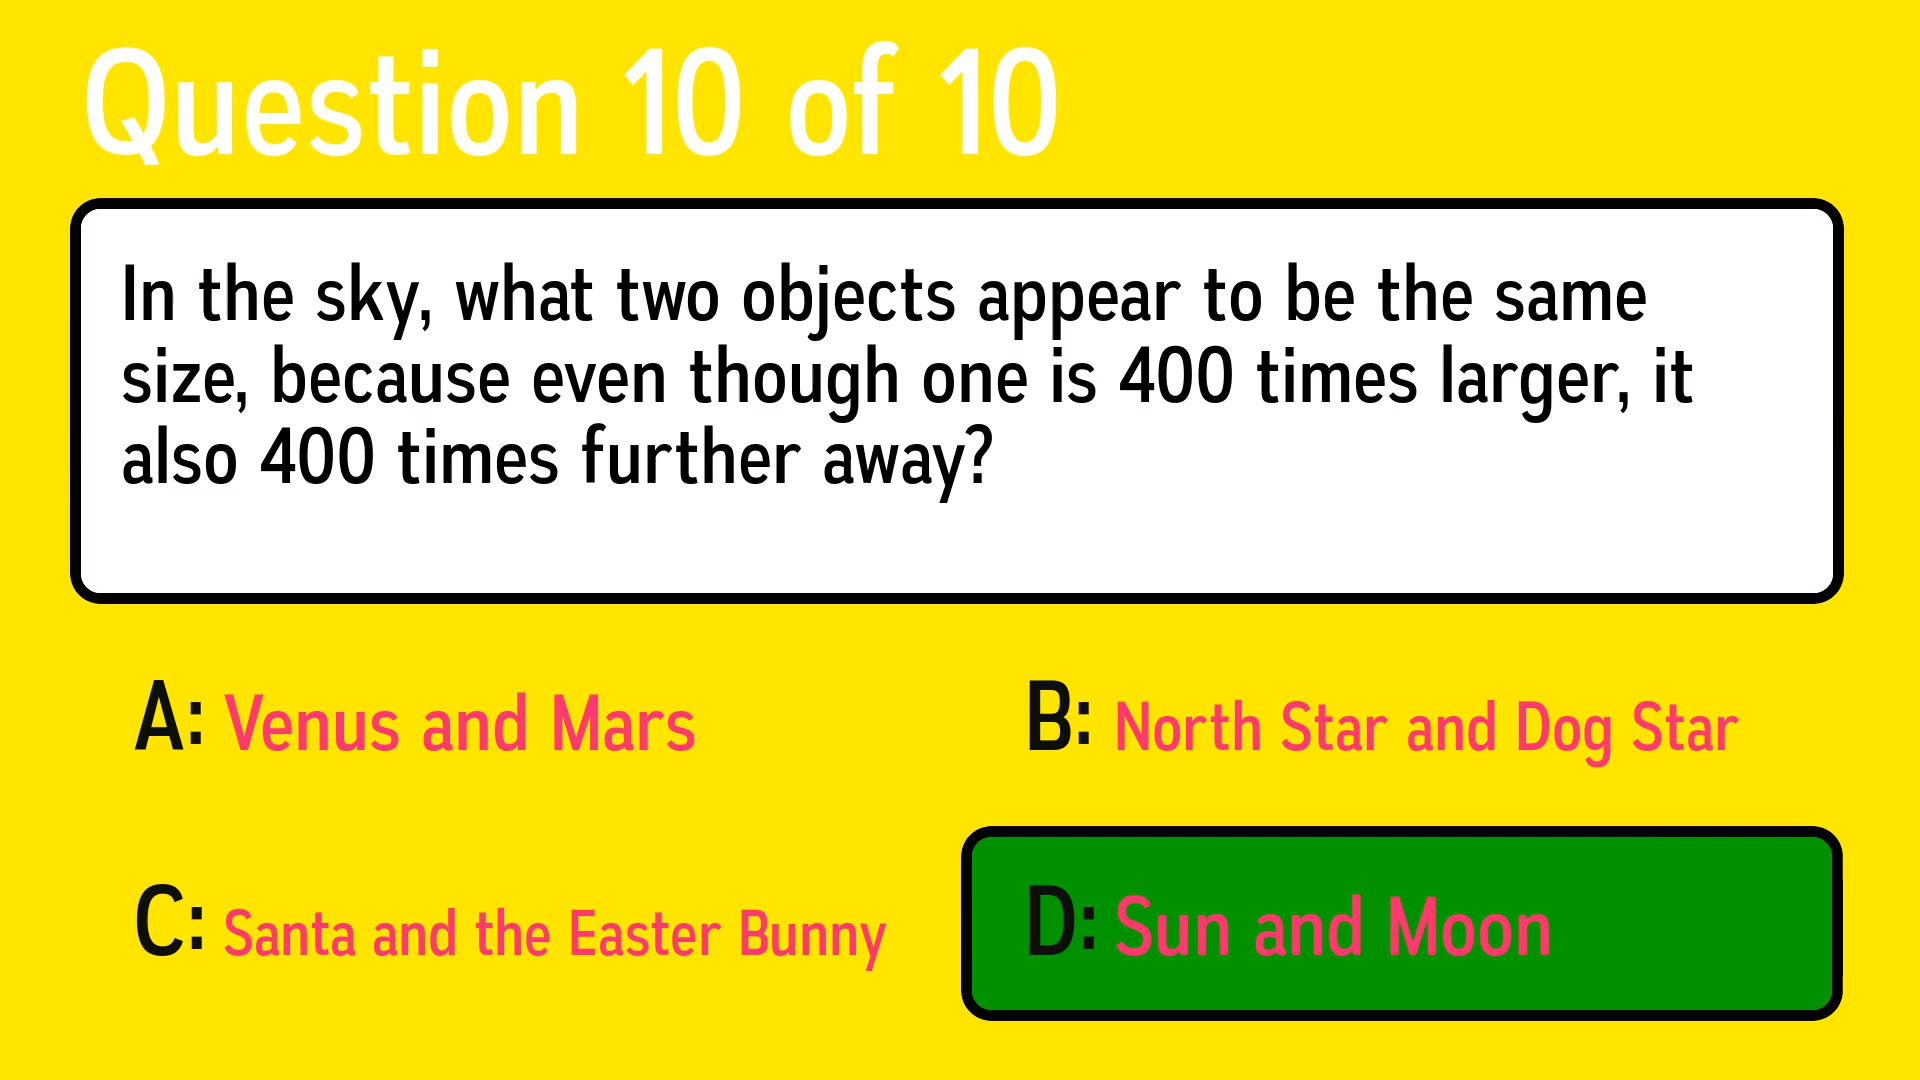 Question 10 of 10
In the sky, what two objects appear to be the same
size, because even though one is 400 times larger, it
also 400 times further away?
A: Venus and Mars
B: North Star and Dog Star
C: Santa and the Easter Bunny
D: Sun and Moon